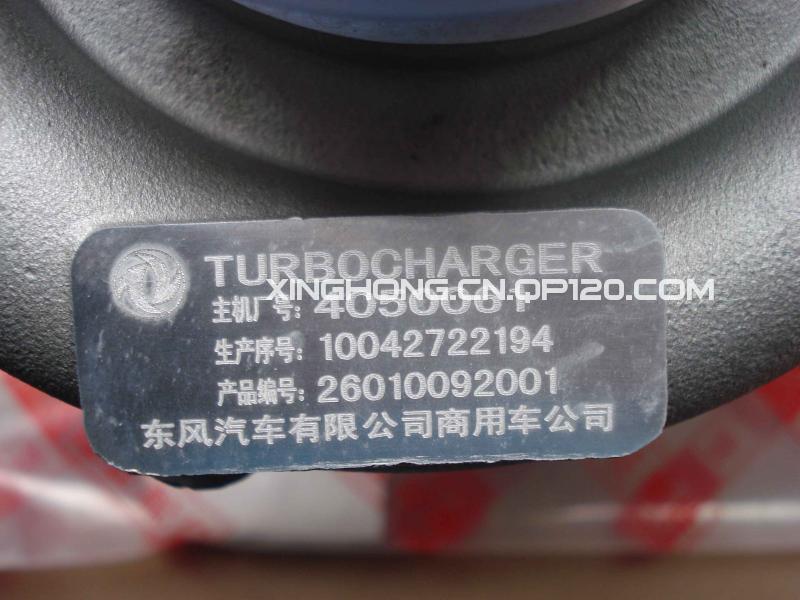 TURBOCHARGER
XINGHONG.CN.QP120.COM
主机厂号:
生产序号: 10042722194
产品编号: 26010092001
东风汽车有限公司商用车公司